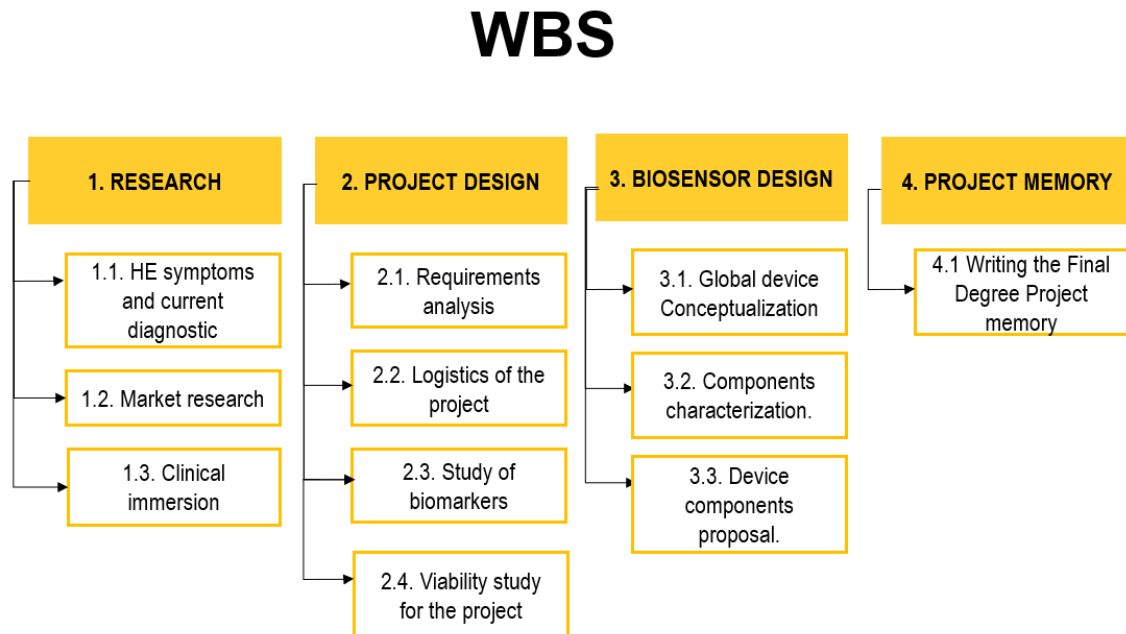 WBS
1. RESEARCH
1.1. HE symptoms
and current
diagnostic
1.2. Market research
1.3. Clinical
immersion
2. PROJECT DESIGN
2.1. Requirements
analysis
2.2. Logistics of the
project
2.3. Study of
biomarkers
2.4. Viability study
for the project
3. BIOSENSOR DESIGN
3.1. Global device
Conceptualization
3.2. Components
characterization.
3.3. Device
components
proposal.
4. PROJECT MEMORY
4.1 Writing the Final
Degree Project
memory